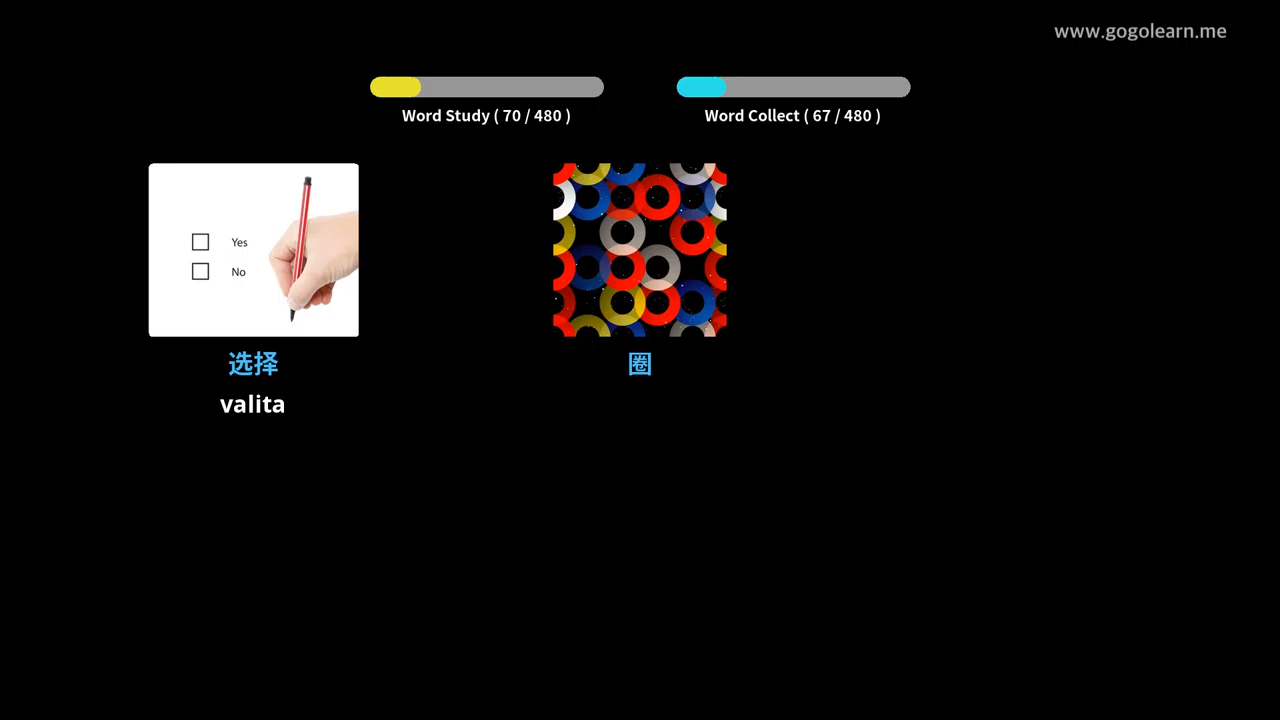 www.gogolearn.me
Word Study ( 70 / 480 )
Word Collect ( 67 / 480 )
Yes
No
选择
圈
valita